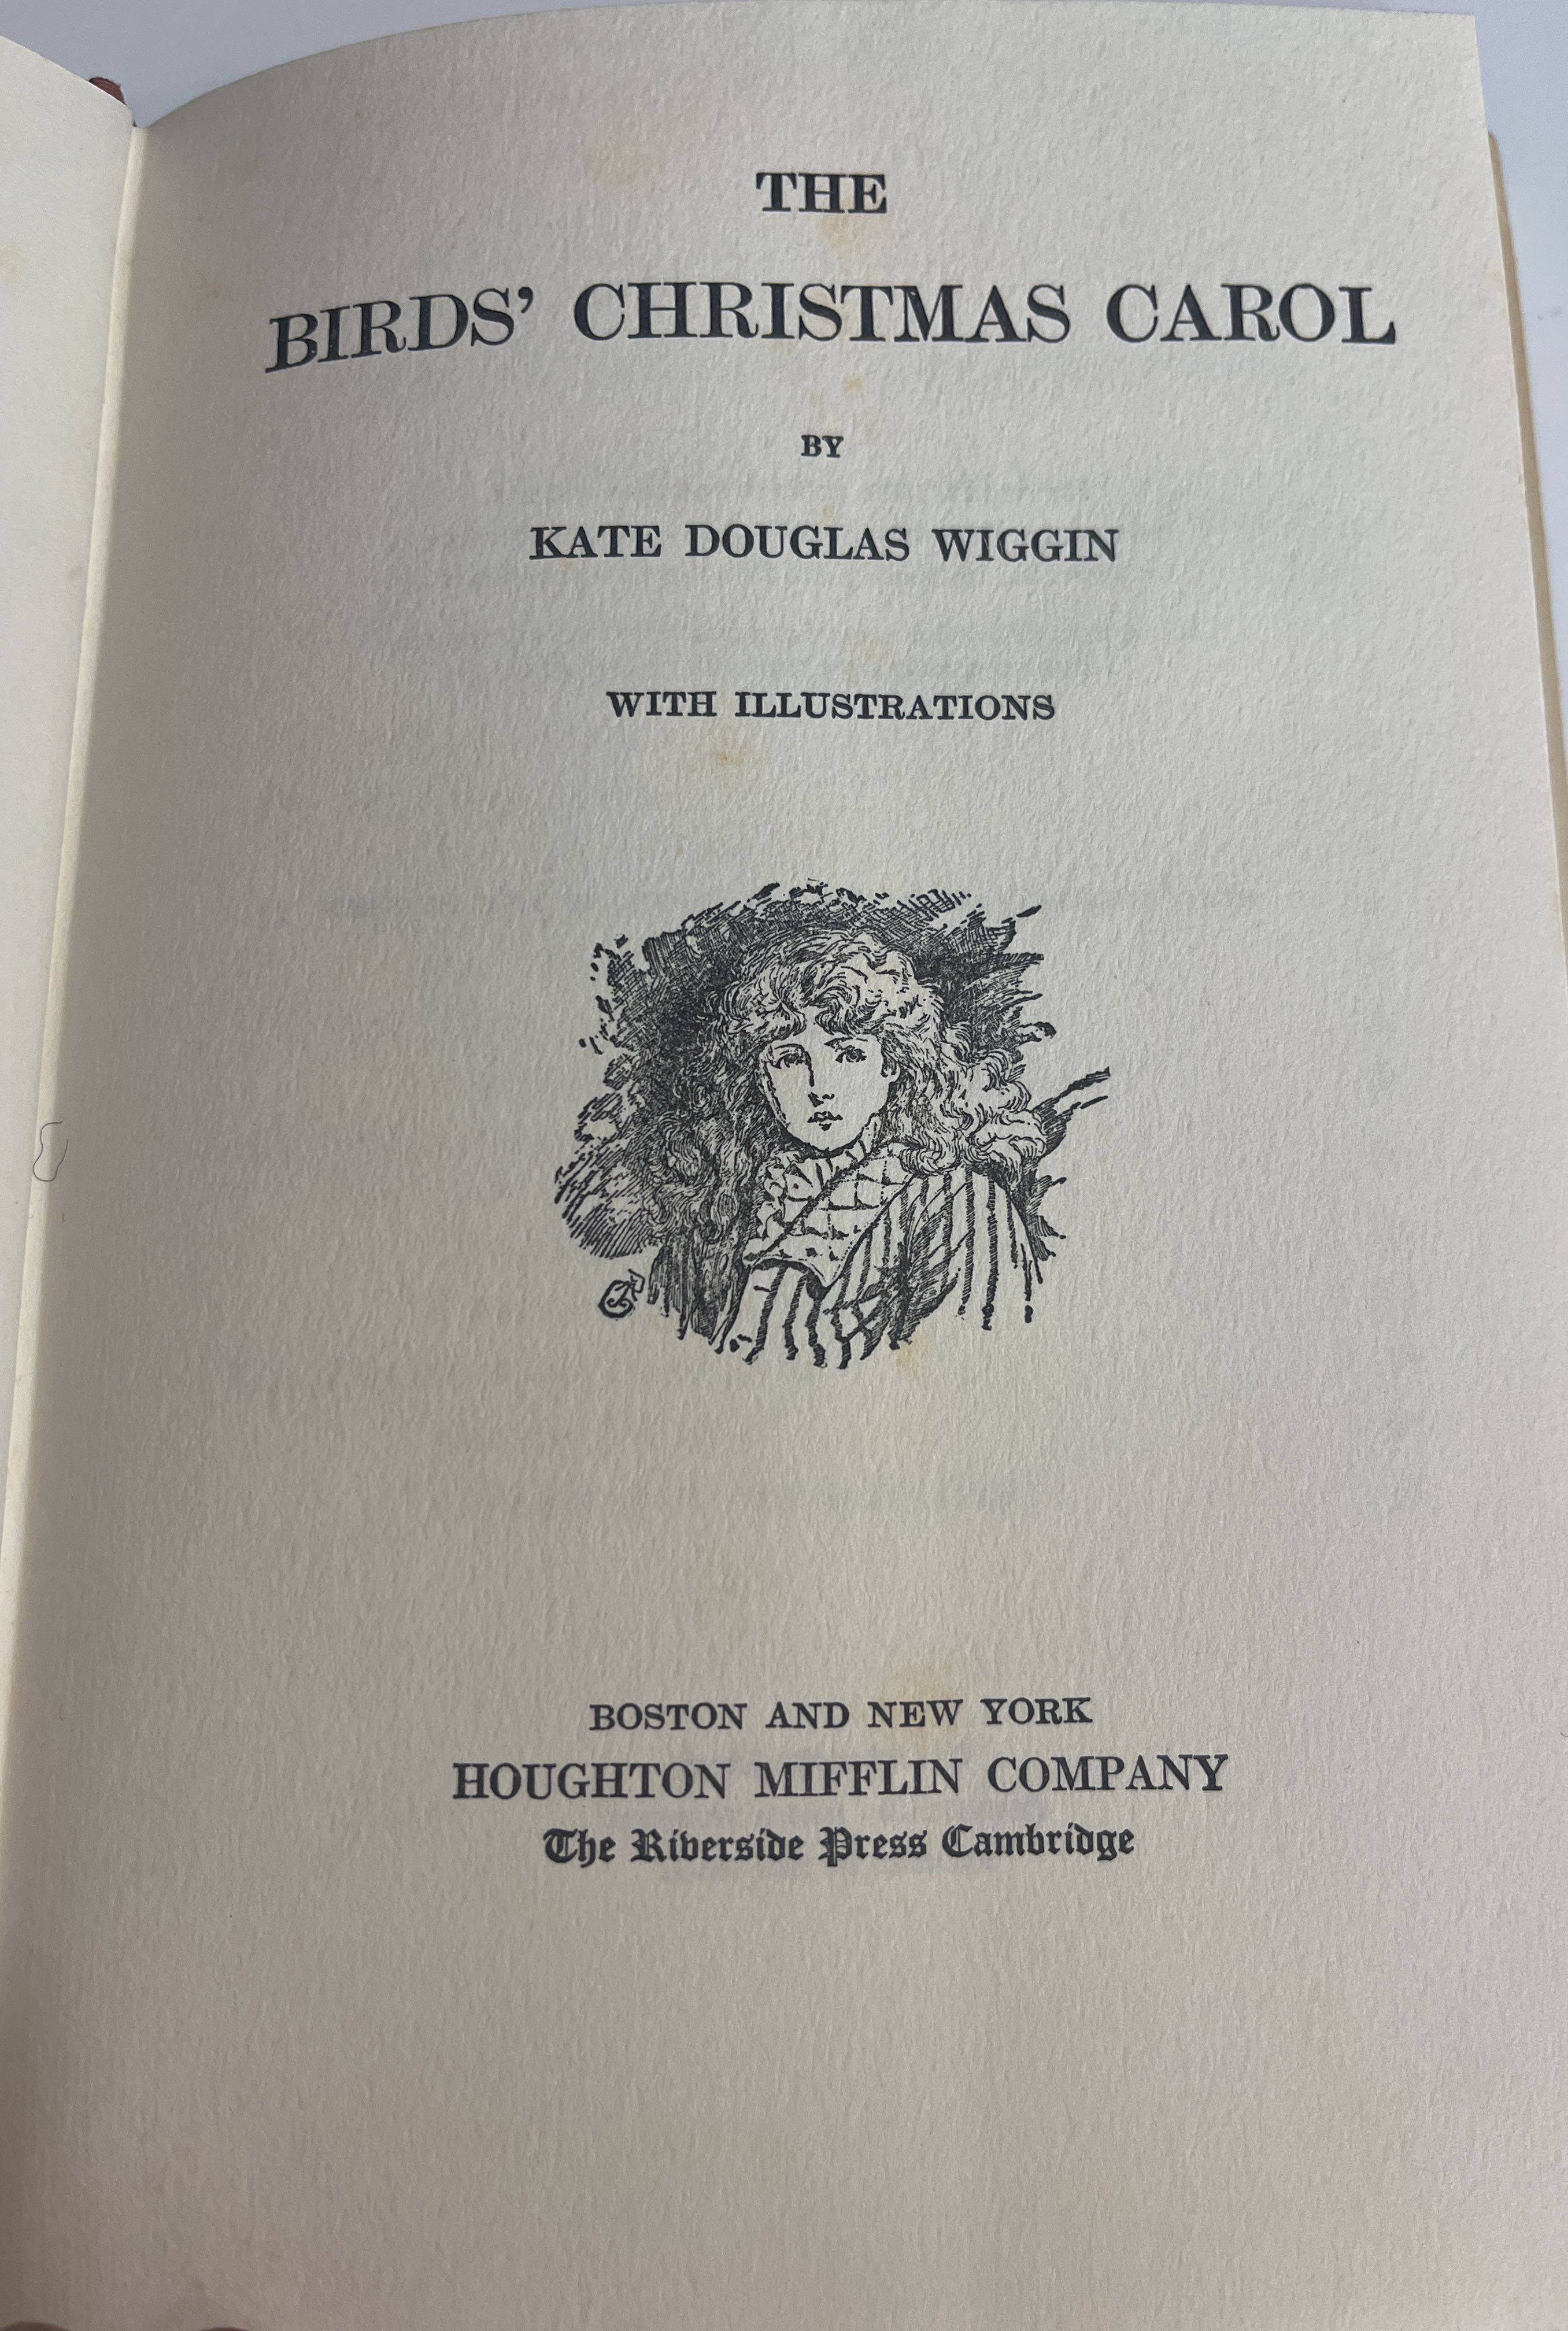 THE
BIRDS' CHRISTMAS CAROL
BY
KATE DOUGLAS WIGGIN
WITH ILLUSTRATIONS
BOSTON AND NEW YORK
HOUGHTON MIFFLIN COMPANY
The Riverside Press Cambridge